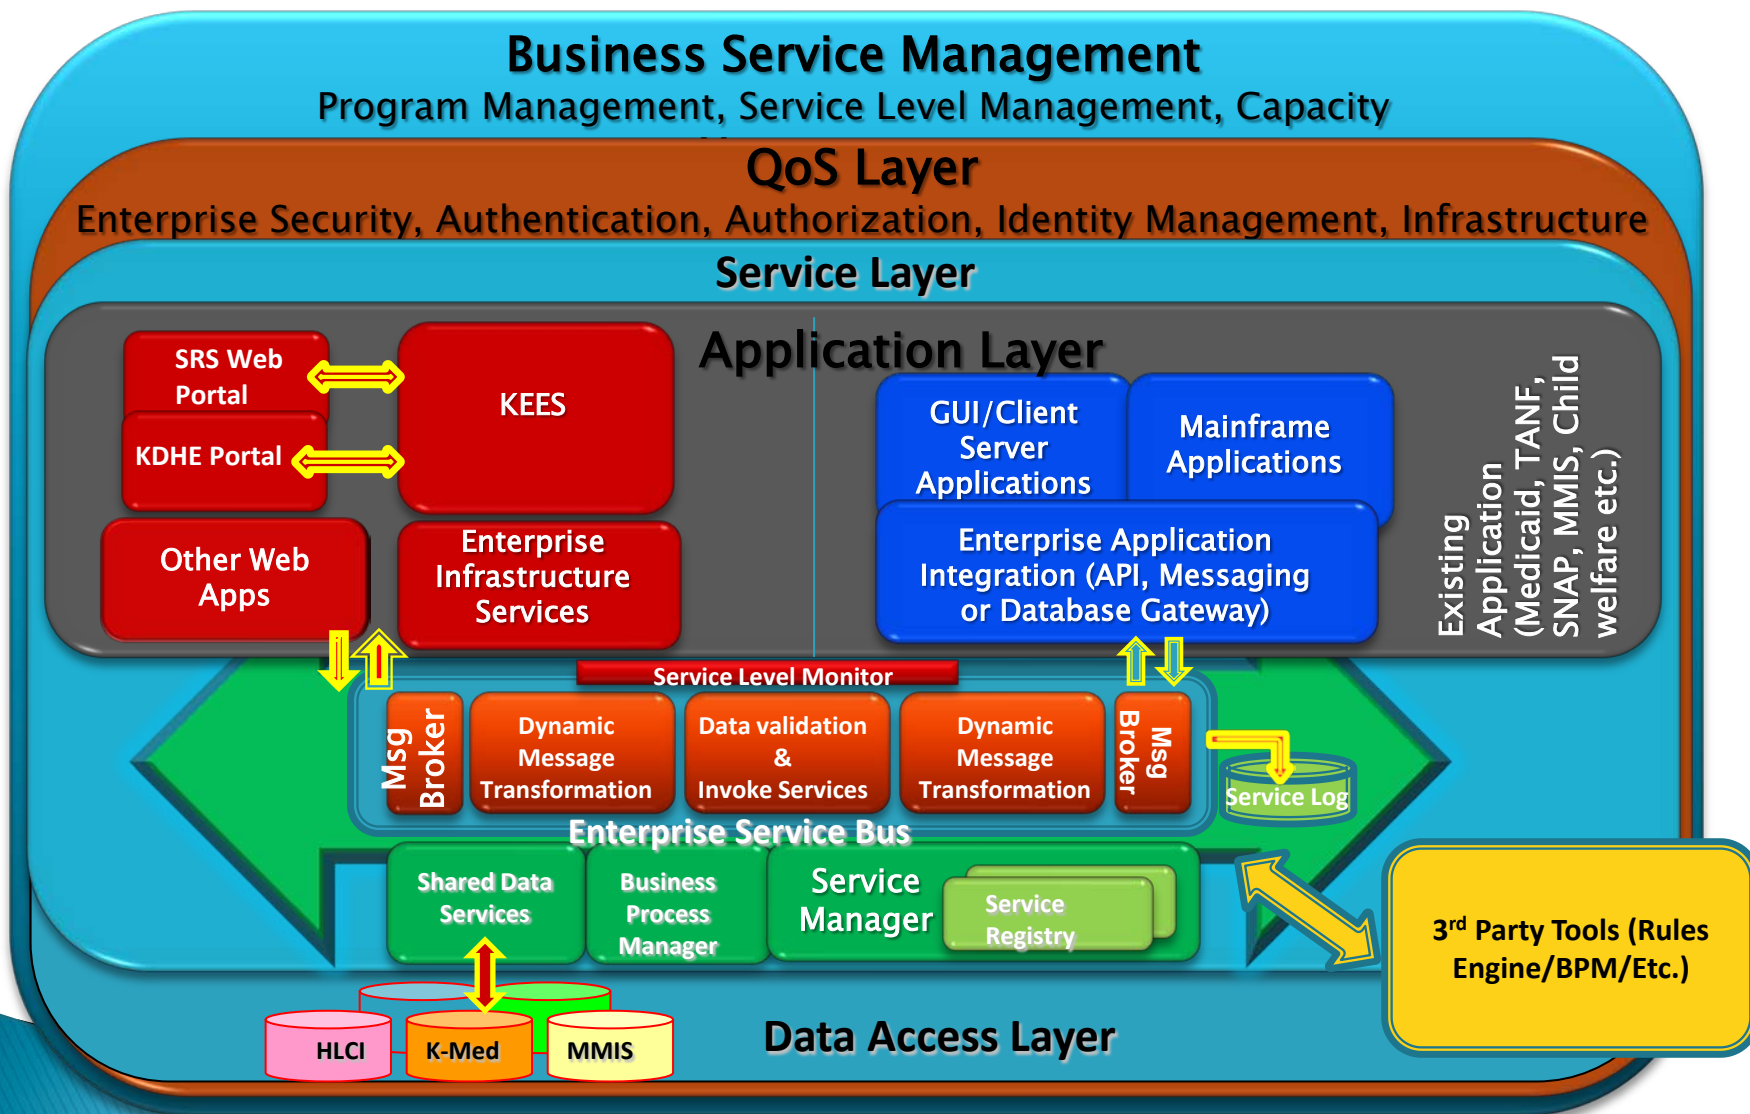 Business Service Management
Program Management, Service Level Management, Capacity
QoS Layer
Enterprise Security, Authentication, Authorization, Identity Management, Infrastructure
Service Layer
Application Layer
SRS Web
Portal
KDHE Portal
KEES
Other Web
Apps
Enterprise
Infrastructure
Services
GUI/Client
Server
Applications
Mainframe
Applications
Enterprise Application
Integration (API, Messaging
or Database Gateway)
Existing
Application
(Medicaid, TANF,
SNAP, MMIS, Child
welfare etc.)
Service Level Monitor
Msg
Broker
Dynamic
Message
Transformation
Data validation
&
Invoke Services
Dynamic
Message
Transformation
Msg
Broker
Service Log
Enterprise Service Bus
Shared Data
Services
Business
Process
Manager
Service
Manager
Service
Registry
3rd Party Tools (Rules
Engine/BPM/Etc.)
HLCI
K-Med
MMIS
Data Access Layer